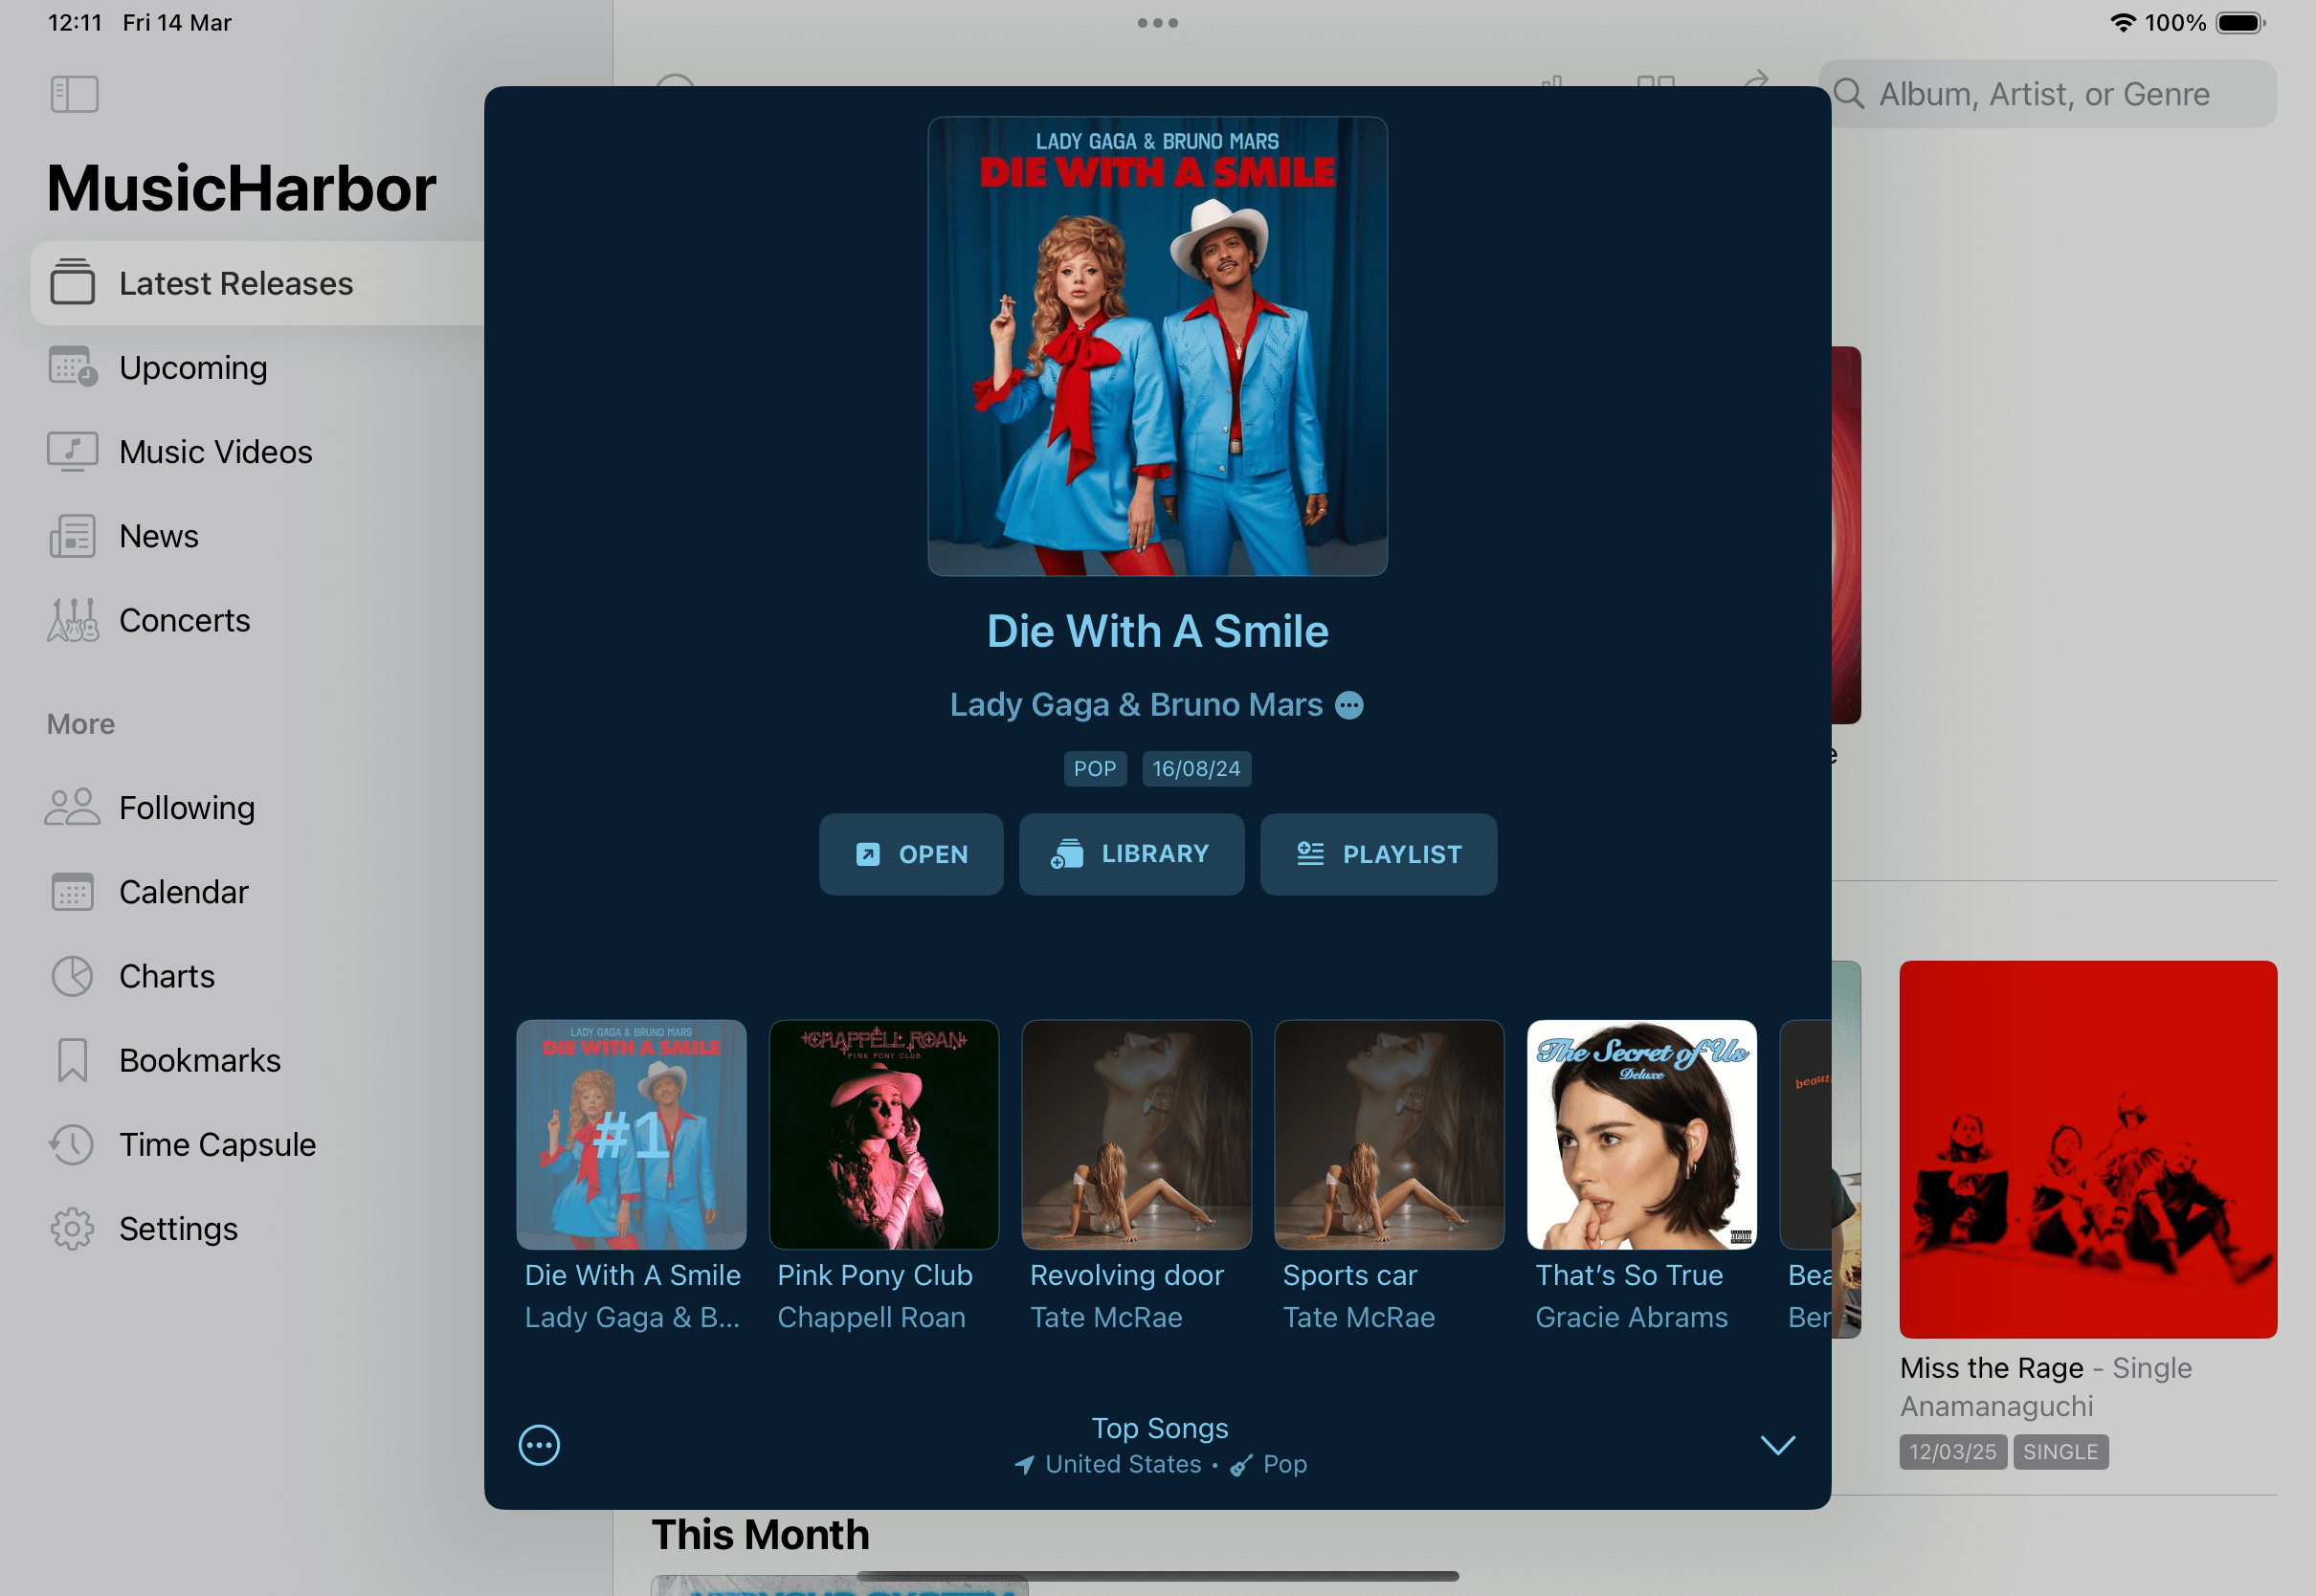 12:11 Fri 14 Mar
100%
Album, Artist, or Genre
MusicHarbor
Latest Releases
Upcoming
Music Videos
News
Concerts
More
Following
Calendar
Charts
Bookmarks
Time Capsule
Settings
LADY GAGA & BRUNO MARS
DIE WITH A SMILE
Die With A Smile
Lady Gaga & Bruno Mars
POP 16/08/24
OPEN LIBRARY PLAYLIST
LADY GAGA & BRUNO MARS
DIE WITH A SMILE
#1
Die With A Smile
Lady Gaga & B...
CHAPPELL ROAN
PINK PONY CLUB
Pink Pony Club
Chappell Roan
Revolving door
Tate McRae
Sports car
Tate McRae
The Secret of Us
Deluxe
That's So True
Gracie Abrams
beaut
Bea
Ber
Top Songs
United States • Pop
Miss the Rage - Single
Anamanaguchi
12/03/25 SINGLE
This Month